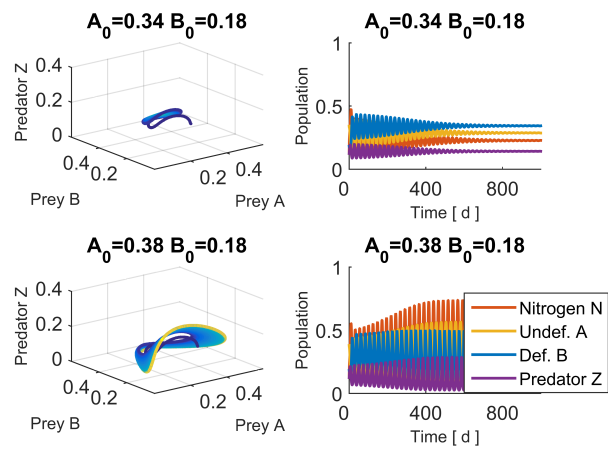 A₀=0.34 B₀=0.18
Predator Z
0.4
0.2
0
0.4
0.2
0.2
0.4
Prey B
Prey A
A₀=0.34 B₀=0.18
Population
1
0.5
0
0
400
800
Time [ d ]
A₀=0.38 B₀=0.18
Predator Z
0.4
0.2
0
0.4
0.2
0.2
0.4
Prey B
Prey A
A₀=0.38 B₀=0.18
Population
1
0.5
0
0
400
800
Time [ d ]
Nitrogen N
Undef. A
Def. B
Predator Z